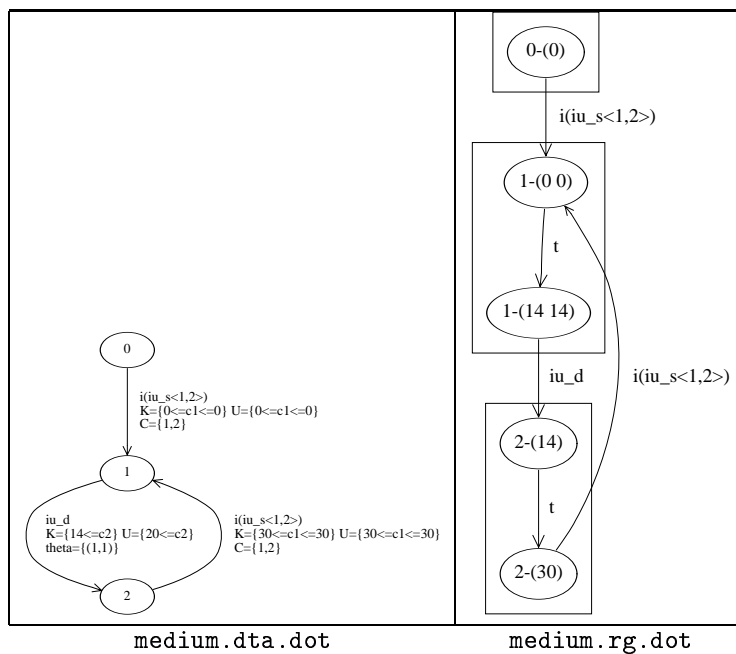 0
i(iu_s<1,2>)
K={0<=c1<=0} U={0<=c1<=0}
C={1,2}
1
iu_d
K={14<=c2} U={20<=c2}
theta={(1,1)}
i(iu_s<1,2>)
K={30<=c1<=30} U={30<=c1<=30}
C={1,2}
2
medium.dta.dot
0-(0)
i(iu_s<1,2>)
1-(0 0)
t
1-(14 14)
iu_d
i(iu_s<1,2>)
2-(14)
t
2-(30)
medium.rg.dot